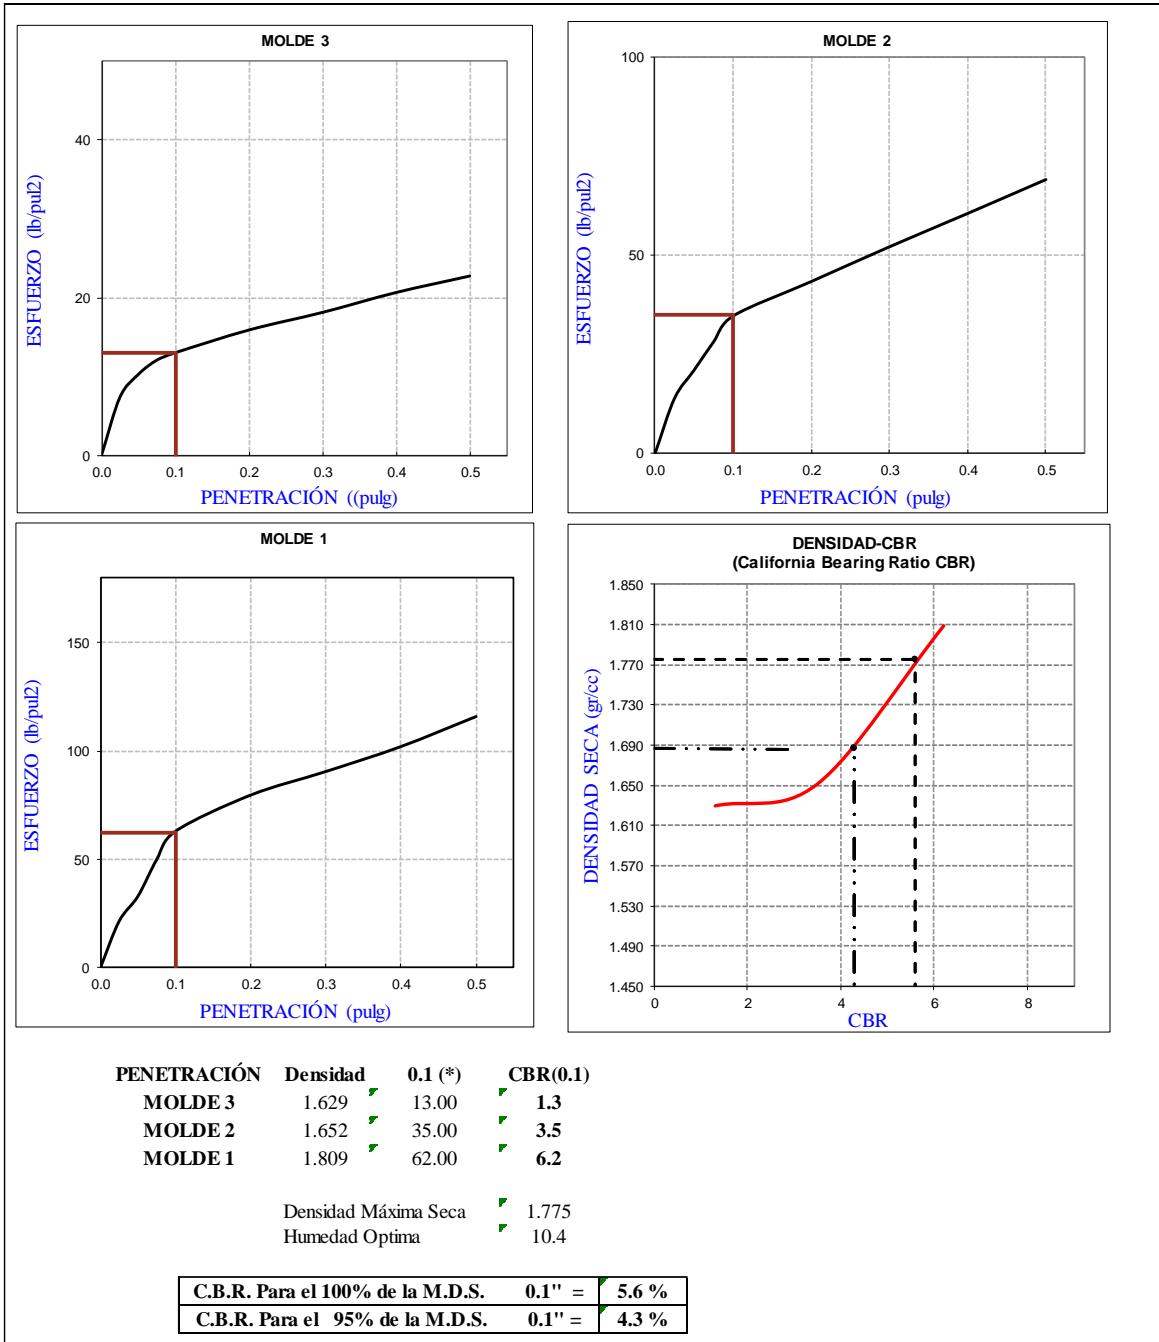 MOLDE 3
40
20
0
0.0 0.1 0.2 0.3 0.4 0.5
ESFUERZO (lb/pul2)
PENETRACIÓN ((pulg)
MOLDE 2
100
50
0
0.0 0.1 0.2 0.3 0.4 0.5
ESFUERZO (lb/pul2)
PENETRACIÓN (pulg)
MOLDE 1
150
100
50
0
0.0 0.1 0.2 0.3 0.4 0.5
ESFUERZO (lb/pul2)
PENETRACIÓN (pulg)
DENSIDAD-CBR
(California Bearing Ratio CBR)
1.850
1.810
1.770
1.730
1.690
1.650
1.610
1.570
1.530
1.490
1.450
0 2 4 6 8
DENSIDAD SECA (gr/cc)
CBR
PENETRACIÓN Densidad 0.1 (*) CBR(0.1)
MOLDE 3 1.629 13.00 1.3
MOLDE 2 1.652 35.00 3.5
MOLDE 1 1.809 62.00 6.2
Densidad Máxima Seca 1.775
Humedad Optima 10.4
C.B.R. Para el 100% de la M.D.S. 0.1" = 5.6 %
C.B.R. Para el 95% de la M.D.S. 0.1" = 4.3 %